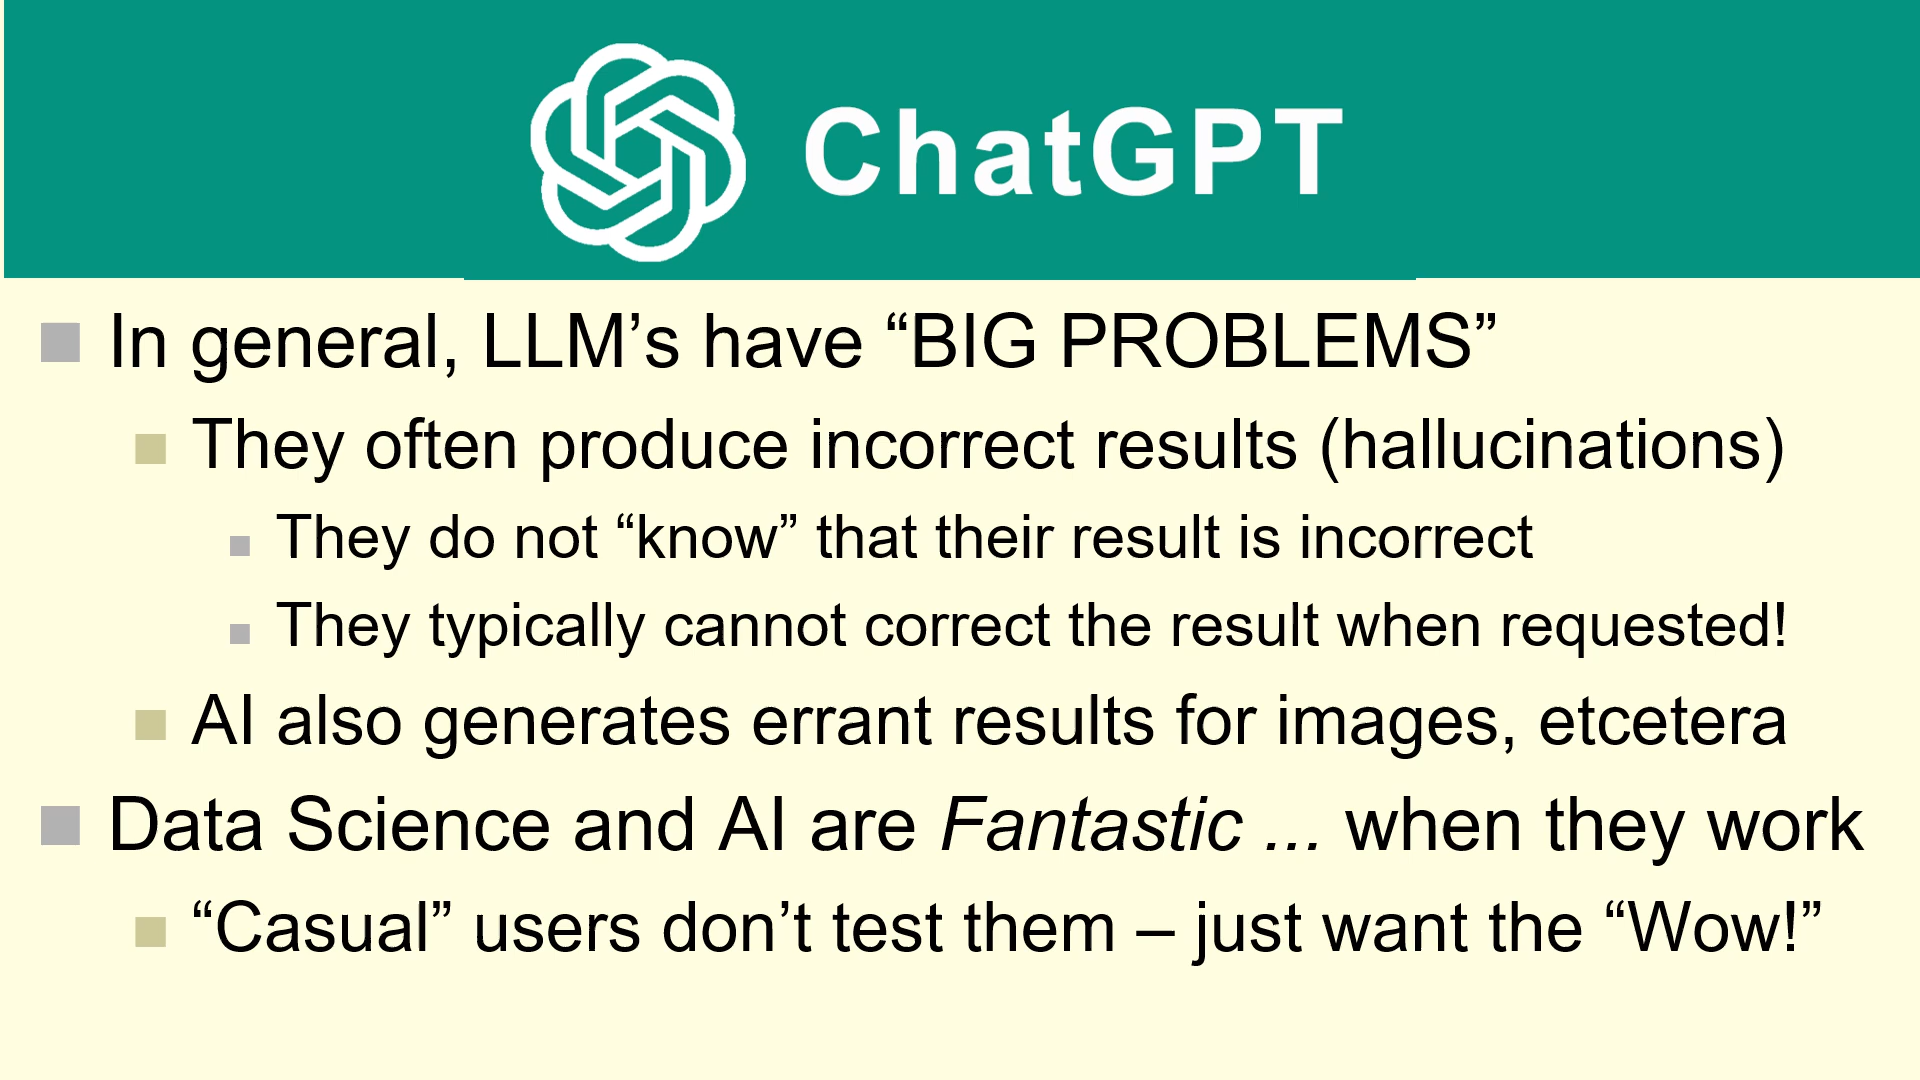 ChatGPT
In general, LLM’s have “BIG PROBLEMS”
They often produce incorrect results (hallucinations)
They do not “know” that their result is incorrect
They typically cannot correct the result when requested!
AI also generates errant results for images, etcetera
Data Science and AI are Fantastic ... when they work
“Casual” users don’t test them – just want the “Wow!”